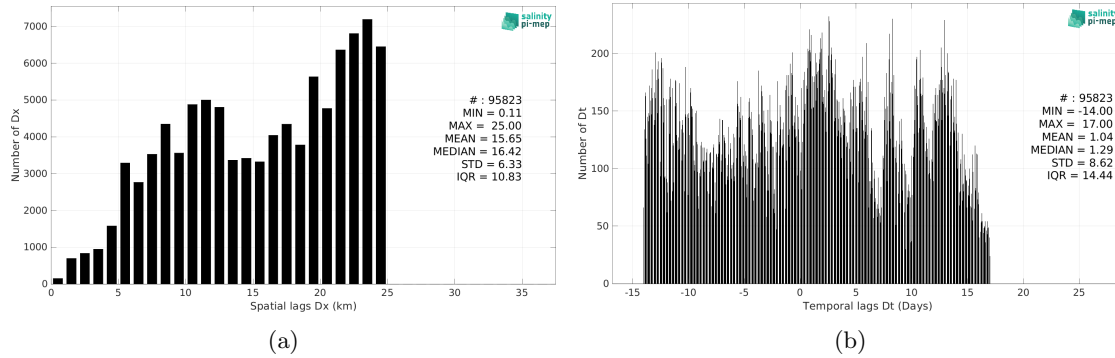 7000
6000
5000
4000
3000
2000
1000
0
Number of Dx
0 5 10 15 20 25 30 35
Spatial lags Dx (km)
salinity
pi-mep
# : 95823
MIN = 0.11
MAX = 25.00
MEAN = 15.65
MEDIAN = 16.42
STD = 6.33
IQR = 10.83
(a)
200
150
100
50
0
Number of Dt
-15 -10 -5 0 5 10 15 20 25
Temporal lags Dt (Days)
salinity
pi-mep
# : 95823
MIN = -14.00
MAX = 17.00
MEAN = 1.04
MEDIAN = 1.29
STD = 8.62
IQR = 14.44
(b)